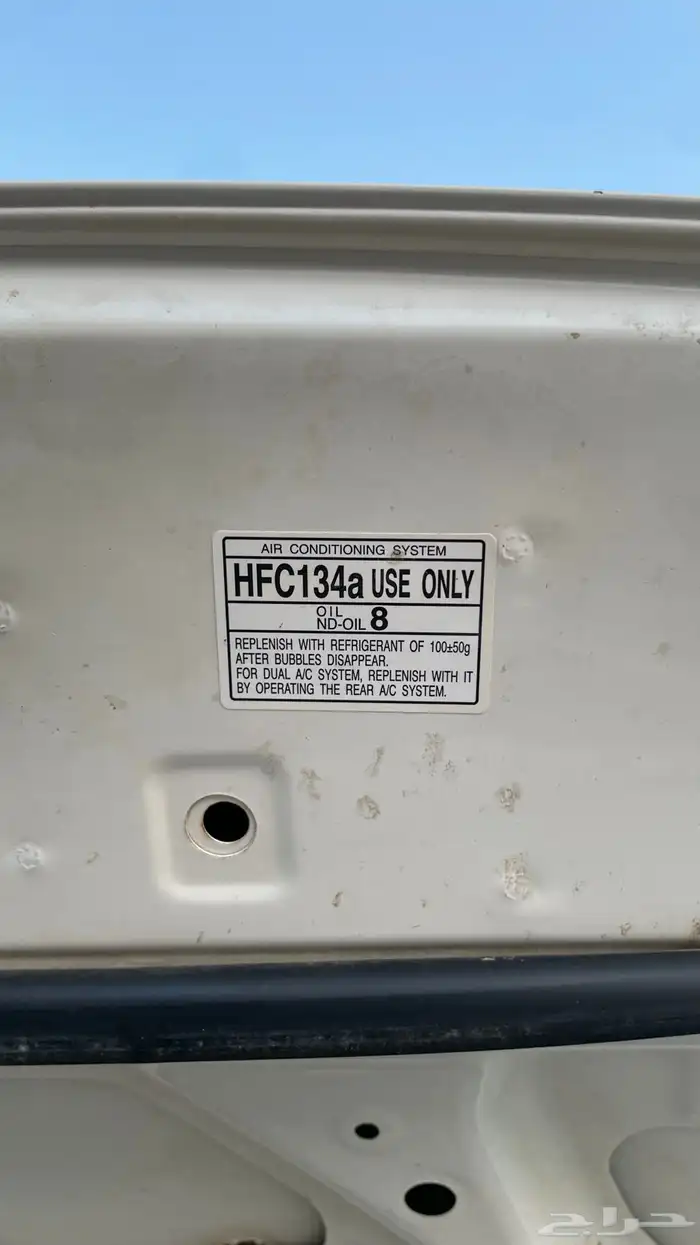 AIR CONDITIONING SYSTEM
HFC134a USE ONLY
OIL
ND-OIL 8
REPLENISH WITH REFRIGERANT OF 100±50g
AFTER BUBBLES DISAPPEAR.
FOR DUAL A/C SYSTEM, REPLENISH WITH IT
BY OPERATING THE REAR A/C SYSTEM.
حراج